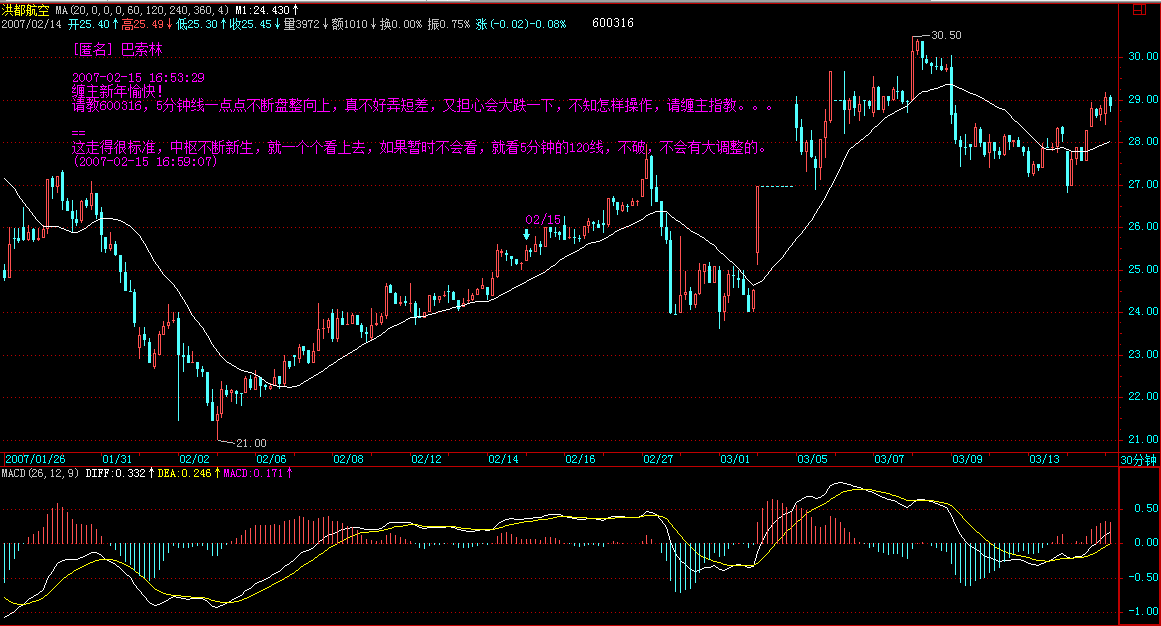 洪都航空 MA(20,0,0,0,60,120,240,360,4) M1:24.430↑
2007/02/14 开25.40↑高25.49↓低25.30↑收25.45↓量3972↓额1010↓换0.00% 振0.75% 涨(-0.02)-0.08% 600316
[匿名] 巴索林
2007-02-15 16:53:29
缠主新年愉快!
请教600316，5分钟线一点点不断盘整向上，真不好弄短差，又担心会大跌一下，不知怎样操作，请缠主指教。。。
==
这走得很标准，中枢不断新生，就一个个看上去，如果暂时不会看，就看5分钟的120线，不破，不会有大调整的。
(2007-02-15 16:59:07)
30.50
02/15
21.00
30.00
29.00
28.00
27.00
26.00
25.00
24.00
23.00
22.00
21.00
2007/01/26 01/31 02/02 02/06 02/08 02/12 02/14 02/16 02/27 03/01 03/05 03/07 03/09 03/13 30分钟
MACD(26,12,9) DIFF:0.332↑DEA:0.246↑MACD:0.171↑
0.50
0.00
-0.50
-1.00